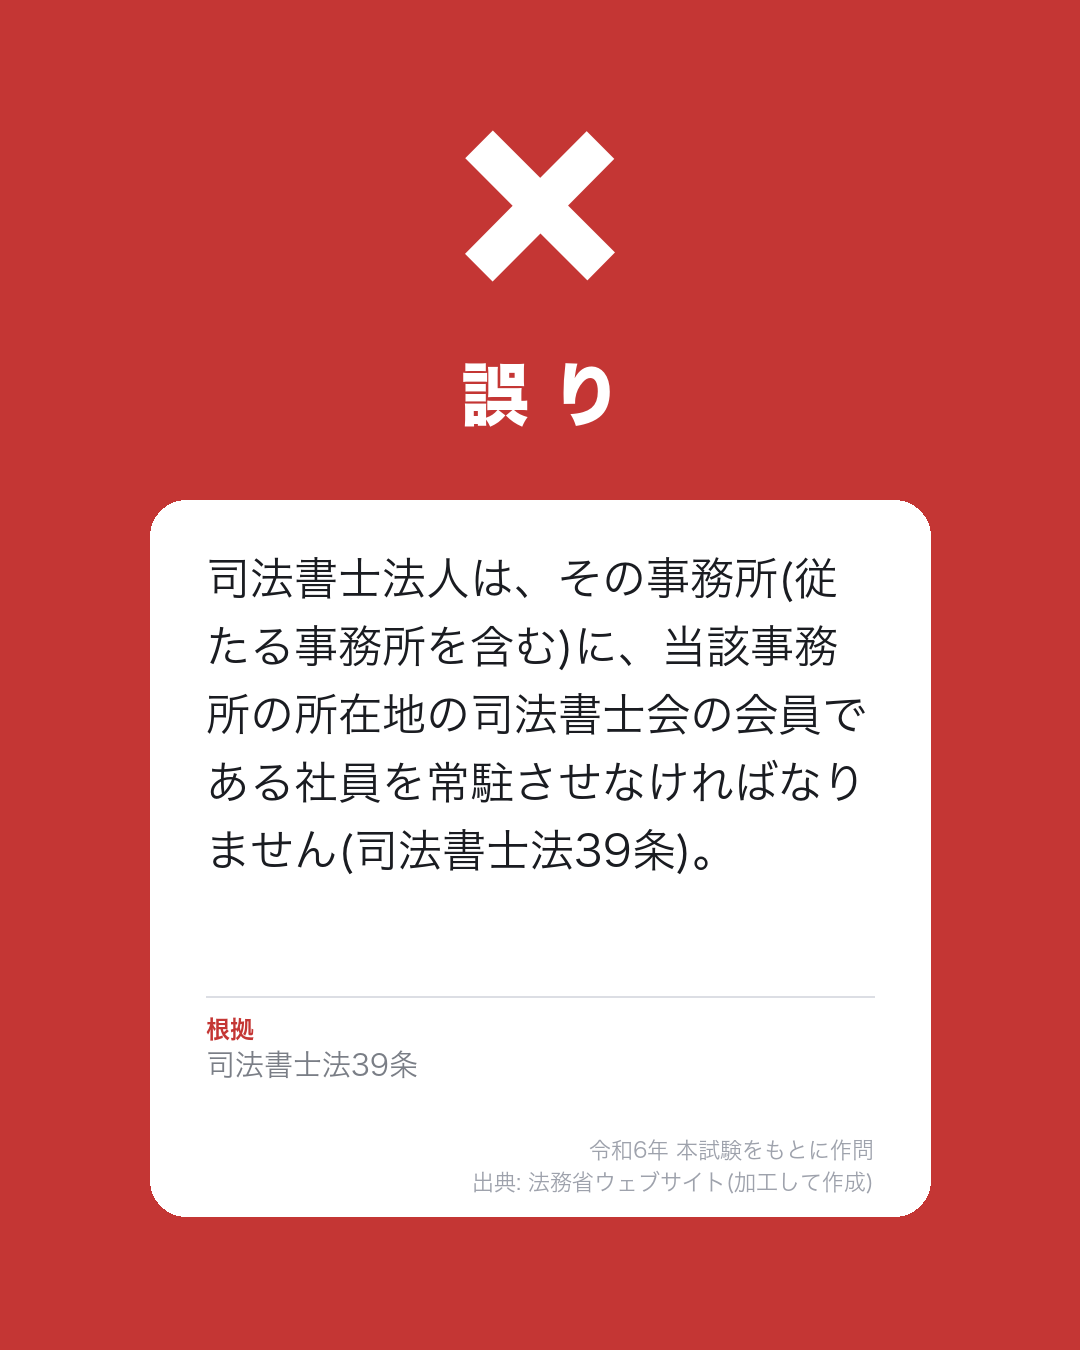 誤り
司法書士法人は、その事務所(従
たる事務所を含む)に、当該事務
所の所在地の司法書士会の会員で
ある社員を常駐させなければなり
ません(司法書士法39条)。
根拠
司法書士法39条
令和6年 本試験をもとに作問
出典: 法務省ウェブサイト(加工して作成)